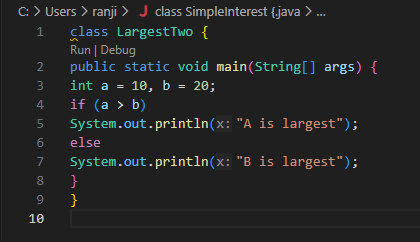 C: > Users > ranji > J class SimpleInterest {.java > ...
1 class LargestTwo {
Run | Debug
2 public static void main(String[] args) {
3 int a = 10, b = 20;
4 if (a > b)
5 System.out.println(x: "A is largest");
6 else
7 System.out.println(x: "B is largest");
8 }
9 }
10